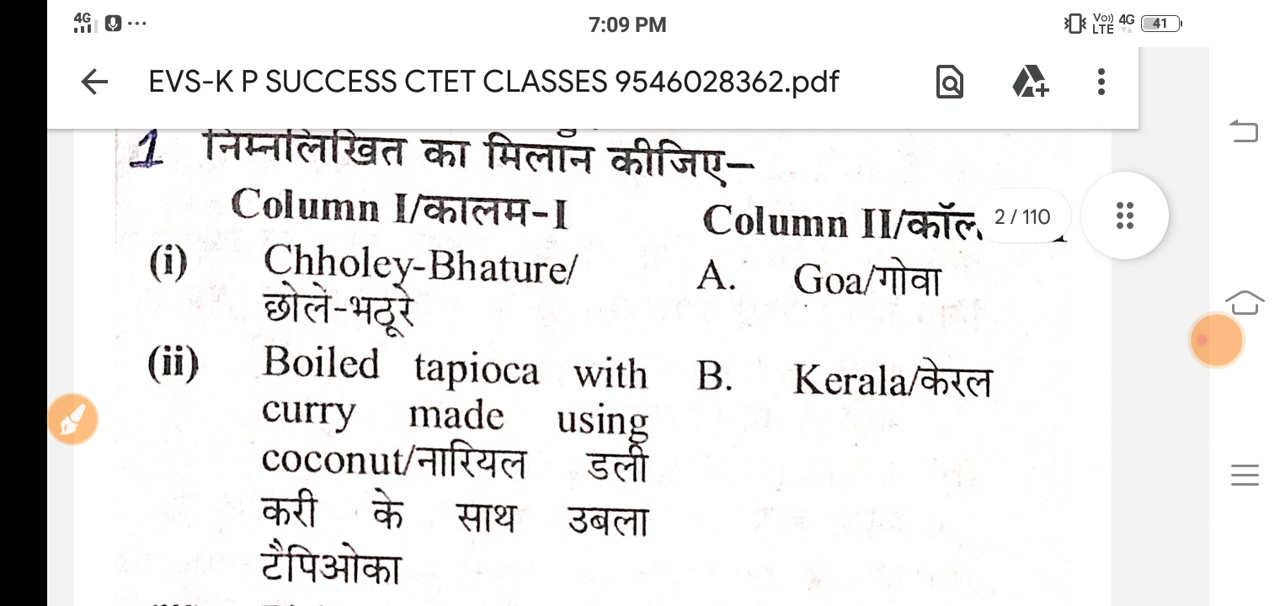 4G ...
7:09 PM
Vo)) LTE 4G 41
EVS-K P SUCCESS CTET CLASSES 9546028362.pdf
1 निम्नलिखित का मिलान कीजिए–
Column I/कालम-I
Column II/कॉल
2 / 110
(i) Chholey-Bhature/
छोले-भठूरे
A. Goa/गोवा
(ii) Boiled tapioca with
curry made using
coconut/नारियल डली
करी के साथ उबला
टैपिओका
B. Kerala/केरल